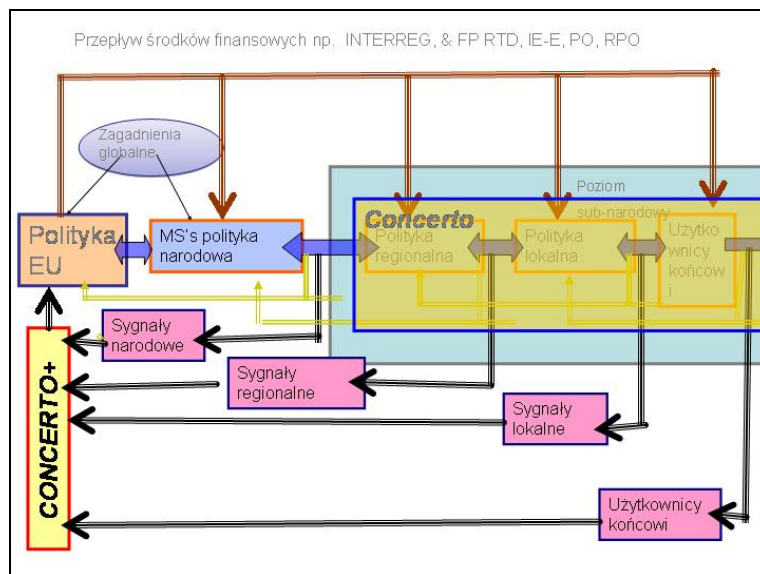 Przepływ środków finansowych np.  INTERREG, & FP RTD, IE-E, PO, RPO
Zagadnienia
globalne
Poziom
sub-narodowy
Concerto
Polityka
EU
MS's polityka
narodowa
Polityka
regionalna
Polityka
lokalna
Użytko
wnicy
końcow
i
Sygnały
narodowe
Sygnały
regionalne
Sygnały
lokalne
Użytkownicy
końcowi
CONCERTO+